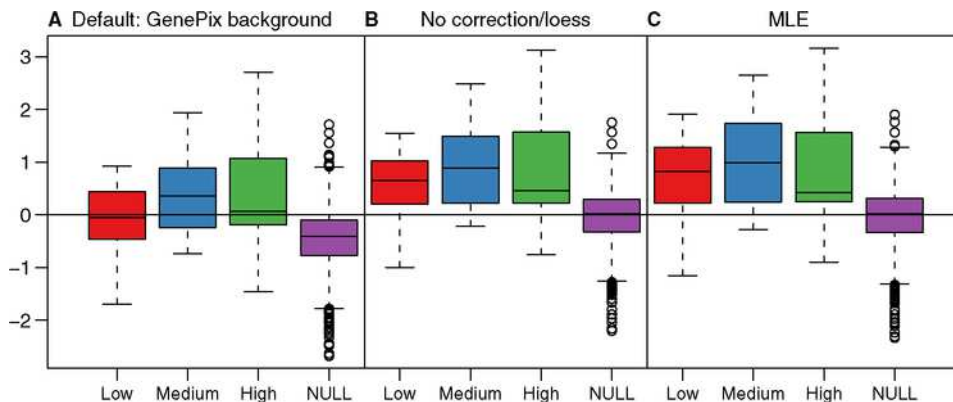 A Default: GenePix background
B No correction/loess
C MLE
3
2
1
0
−1
−2
Low Medium High NULL Low Medium High NULL Low Medium High NULL